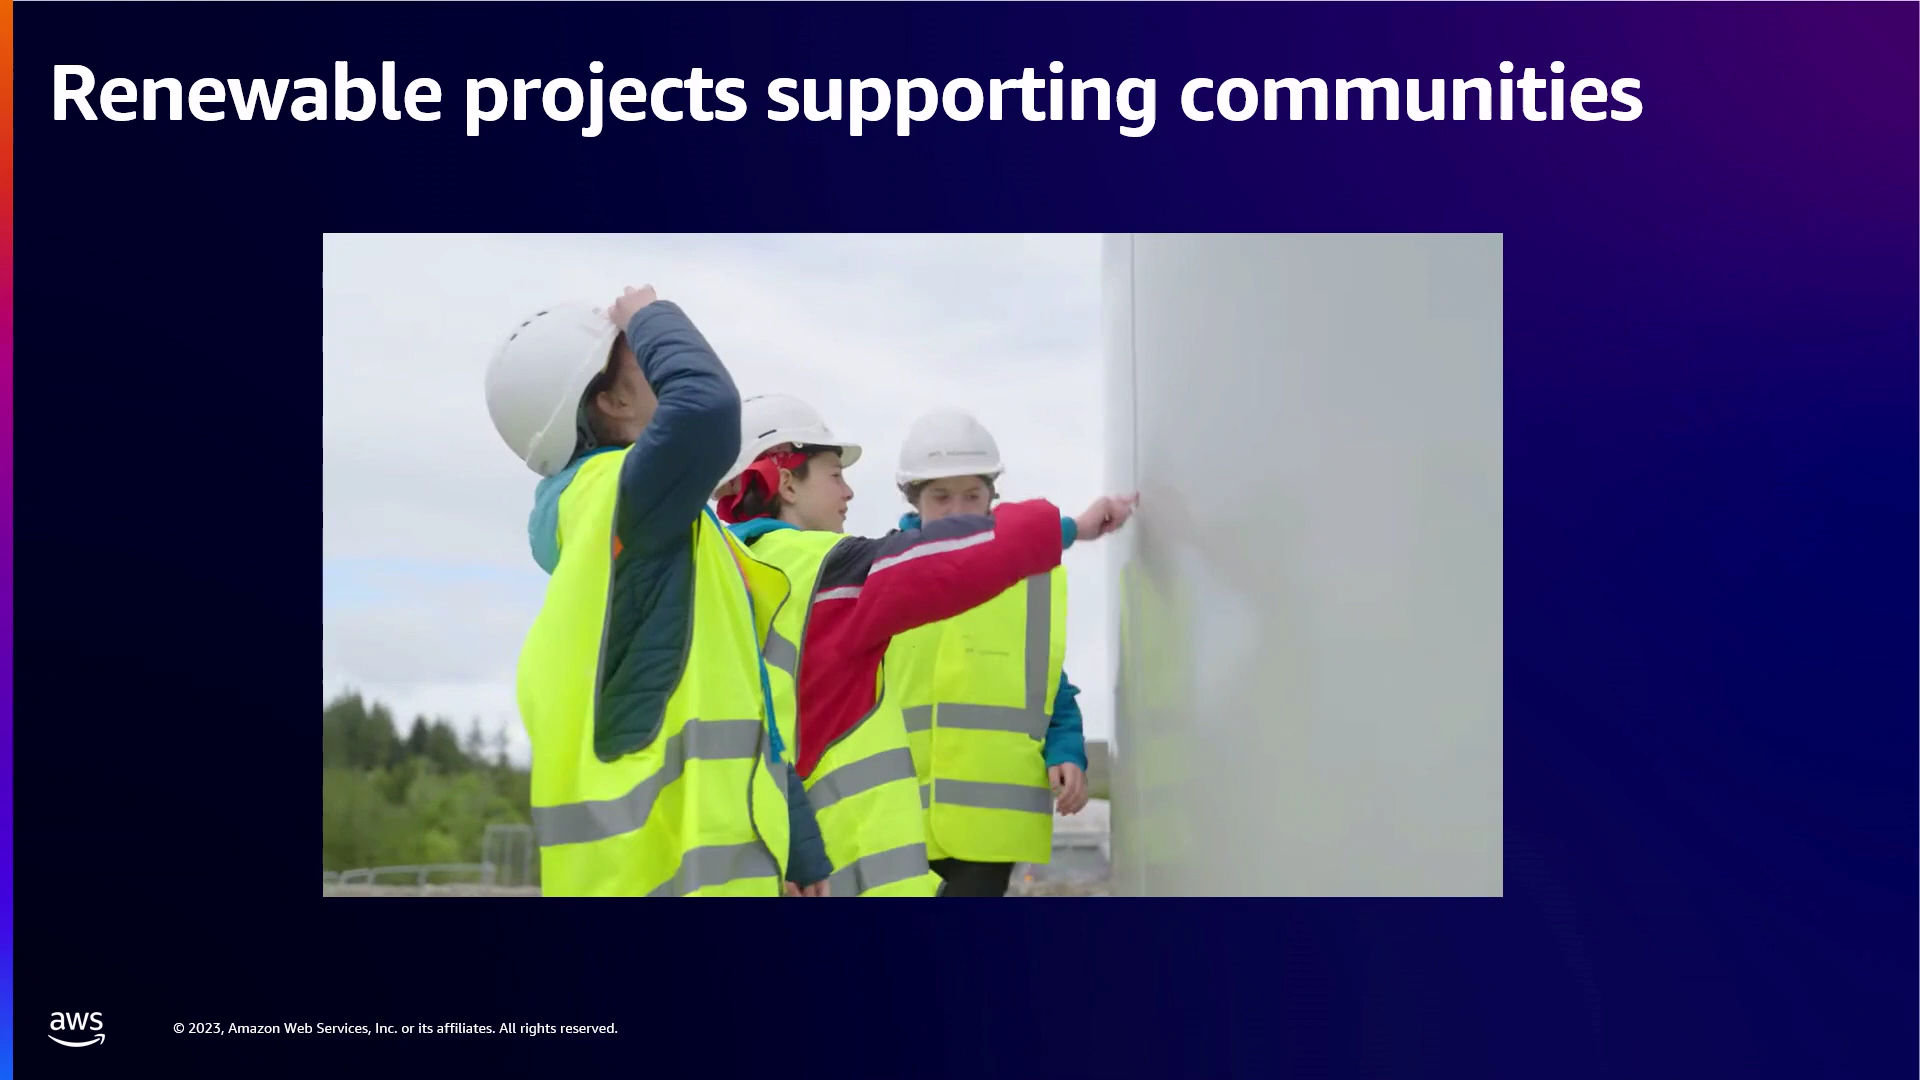 Renewable projects supporting communities
aws
© 2023, Amazon Web Services, Inc. or its affiliates. All rights reserved.